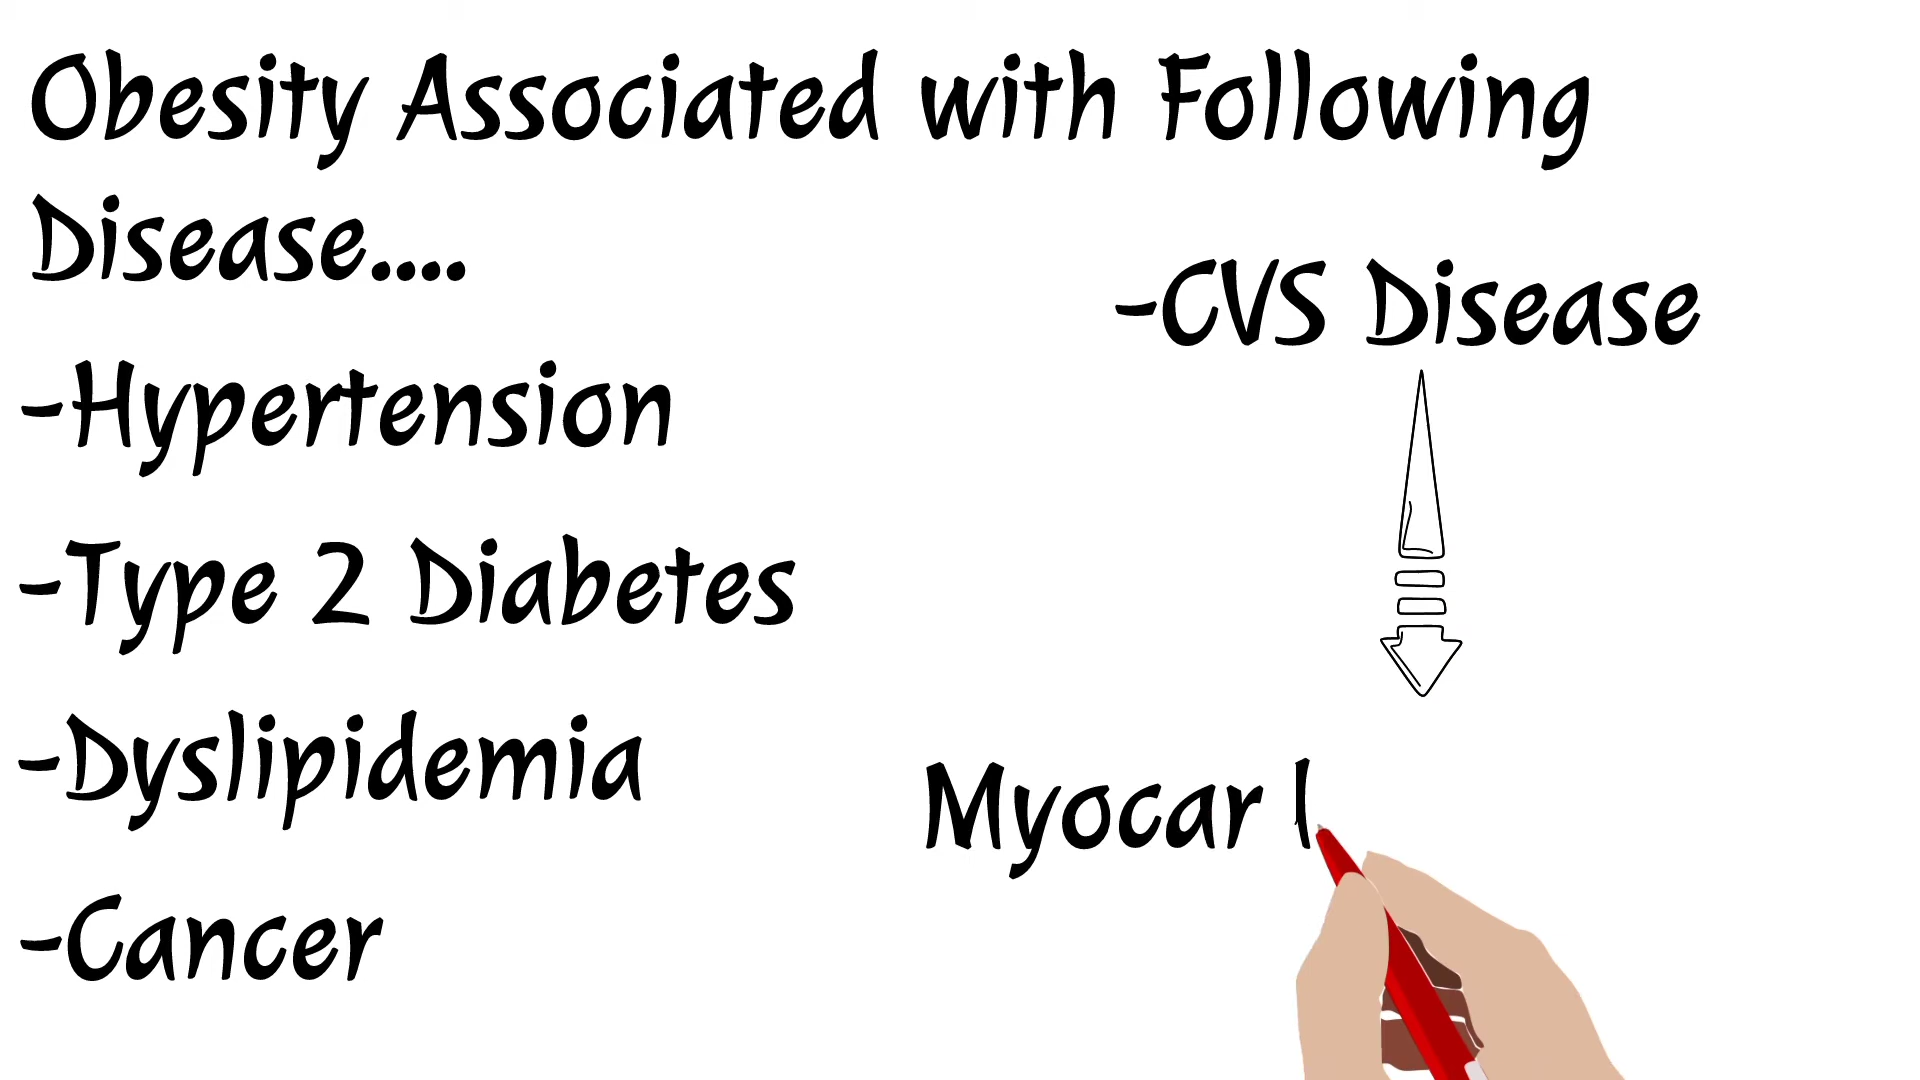 Obesity Associated with Following
Disease....
-Hypertension
-Type 2 Diabetes
-Dyslipidemia
-Cancer
-CVS Disease
Myocar